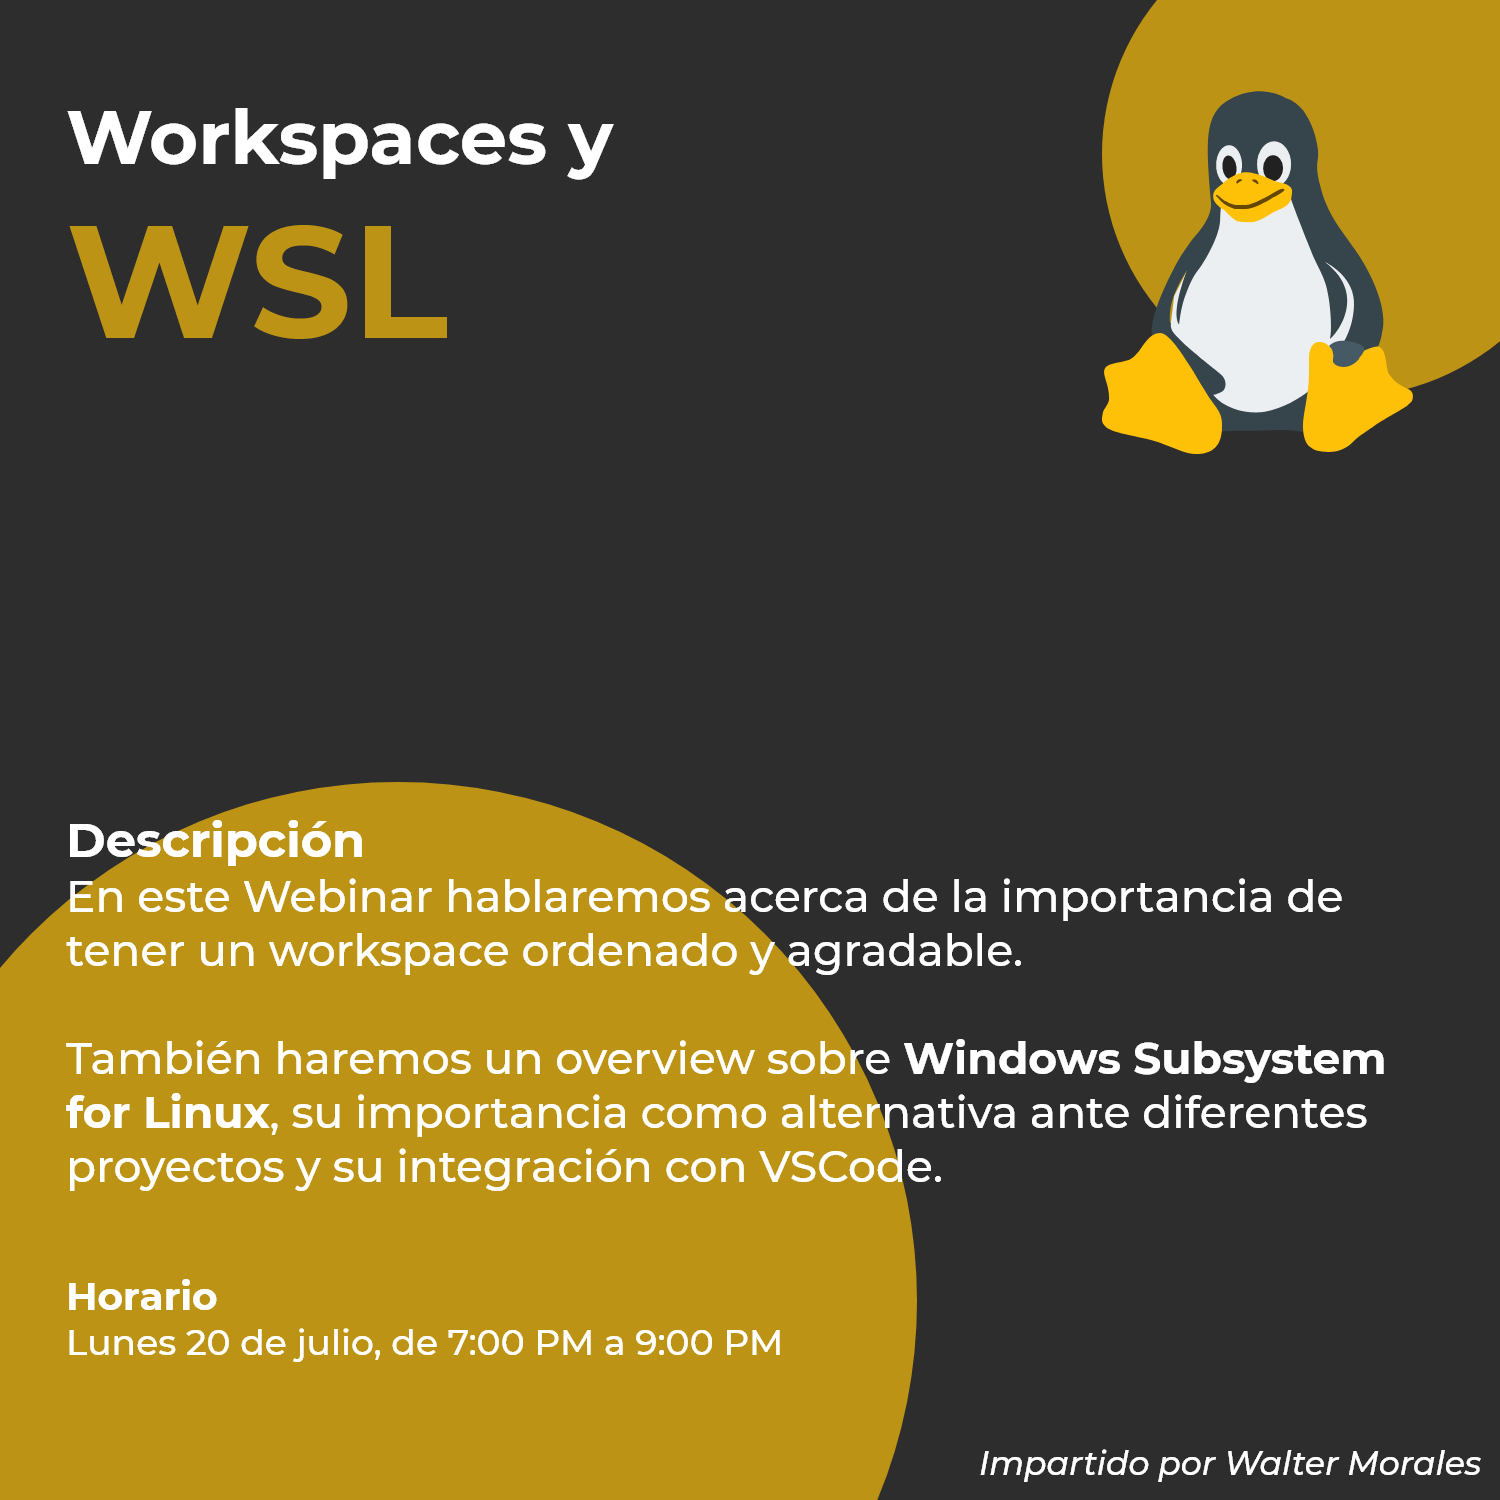 Workspaces y
WSL
Descripción
En este Webinar hablaremos acerca de la importancia de
tener un workspace ordenado y agradable.
También haremos un overview sobre Windows Subsystem
for Linux, su importancia como alternativa ante diferentes
proyectos y su integración con VSCode.
Horario
Lunes 20 de julio, de 7:00 PM a 9:00 PM
Impartido por Walter Morales